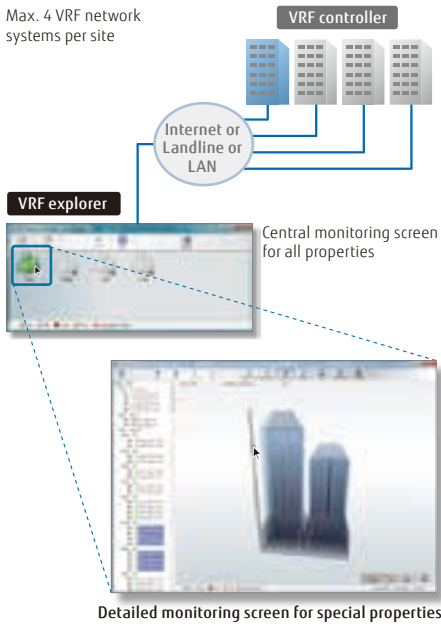 Max. 4 VRF network
systems per site
VRF controller
Internet or
Landline or
LAN
VRF explorer
Central monitoring screen
for all properties
Detailed monitoring screen for special properties